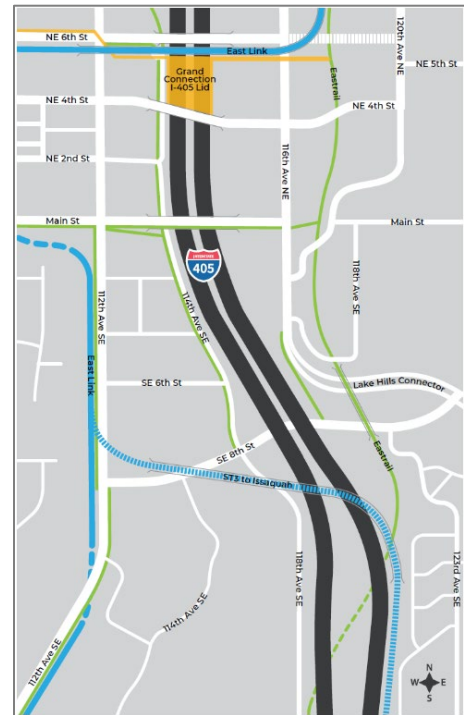 120th Ave NE
NE 6th St
East Link
NE 5th St
Grand
Connection
I-405 Lid
Eastrail
NE 4th St
NE 4th St
NE 2nd St
116th Ave NE
Main St
Main St
INTERSTATE
405
112th Ave SE
114th Ave SE
118th Ave SE
East Link
SE 6th St
Lake Hills Connector
SE 8th St
Eastrail
ST3 to Issaquah
118th Ave SE
123rd Ave SE
114th Ave SE
112th Ave SE
N
W E
S